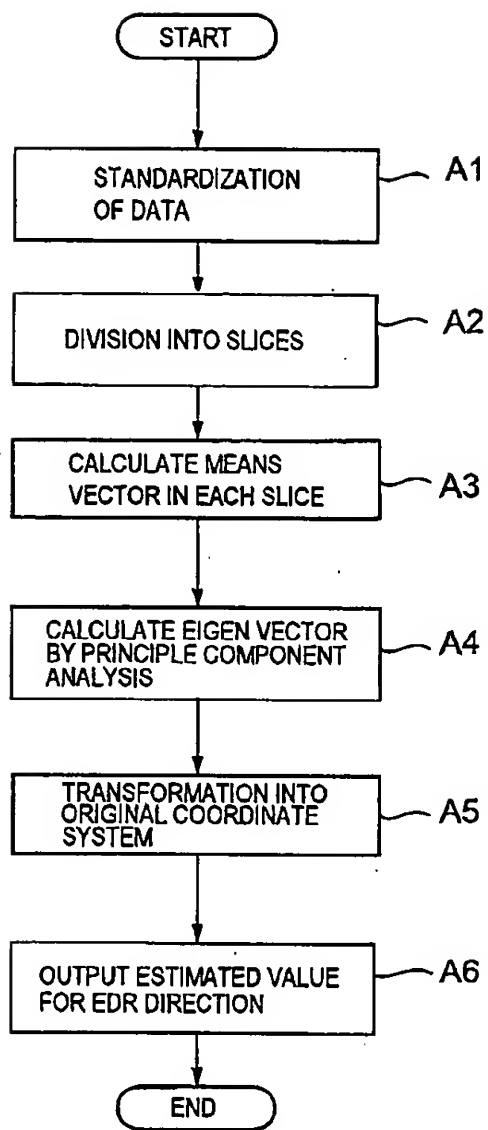 START
STANDARDIZATION
OF DATA
A1
DIVISION INTO SLICES
A2
CALCULATE MEANS
VECTOR IN EACH SLICE
A3
CALCULATE EIGEN VECTOR
BY PRINCIPLE COMPONENT
ANALYSIS
A4
TRANSFORMATION INTO
ORIGINAL COORDINATE
SYSTEM
A5
OUTPUT ESTIMATED VALUE
FOR EDR DIRECTION
A6
END